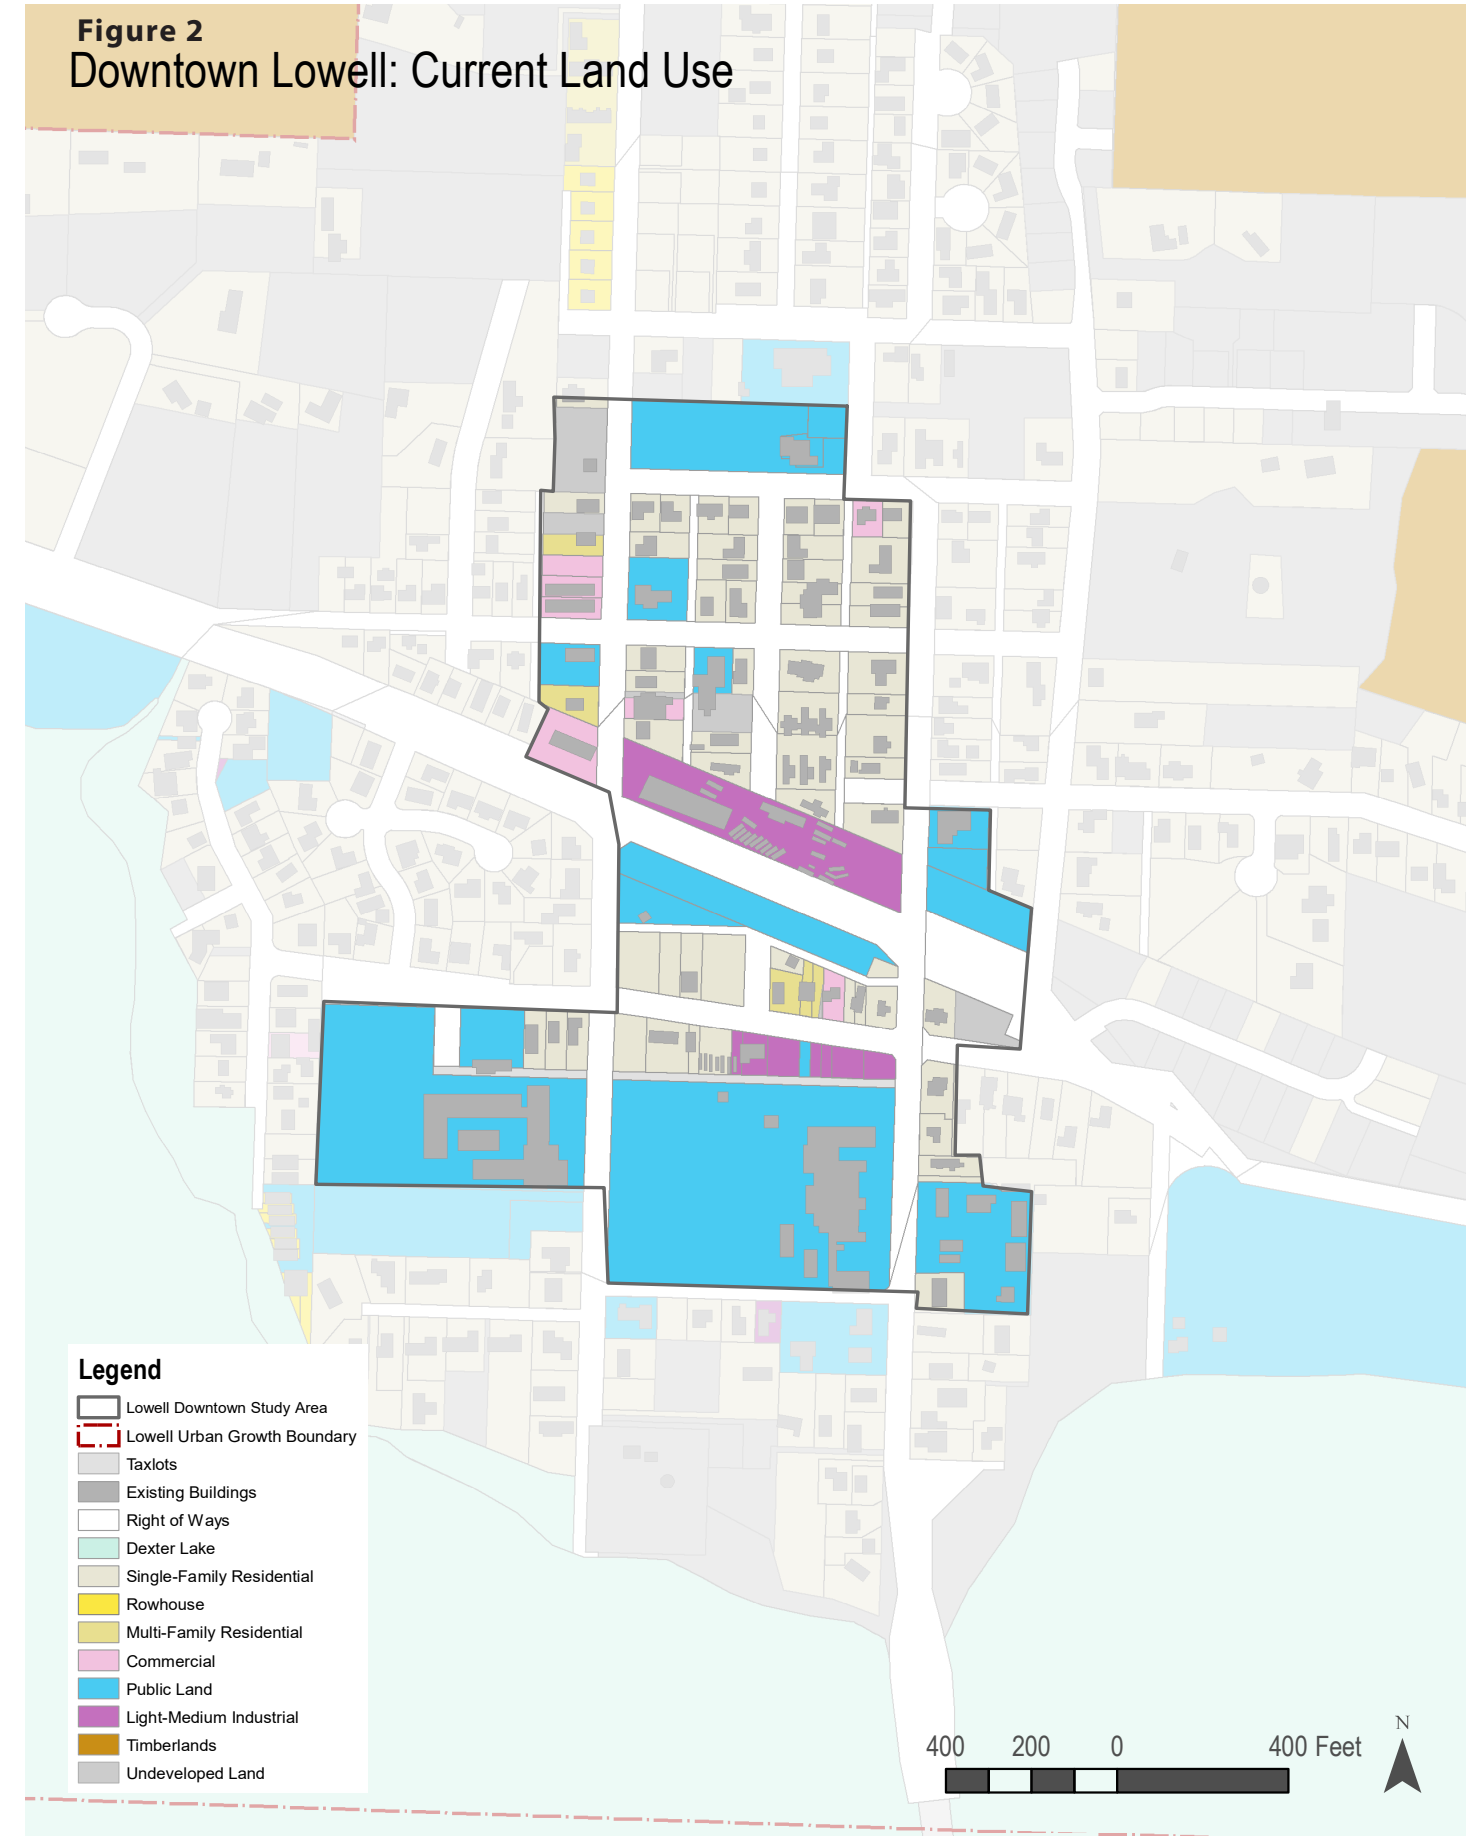 Figure 2
Downtown Lowell: Current Land Use
Legend
Lowell Downtown Study Area
Lowell Urban Growth Boundary
Taxlots
Existing Buildings
Right of Ways
Dexter Lake
Single-Family Residential
Rowhouse
Multi-Family Residential
Commercial
Public Land
Light-Medium Industrial
Timberlands
Undeveloped Land
400 200 0 400 Feet
N